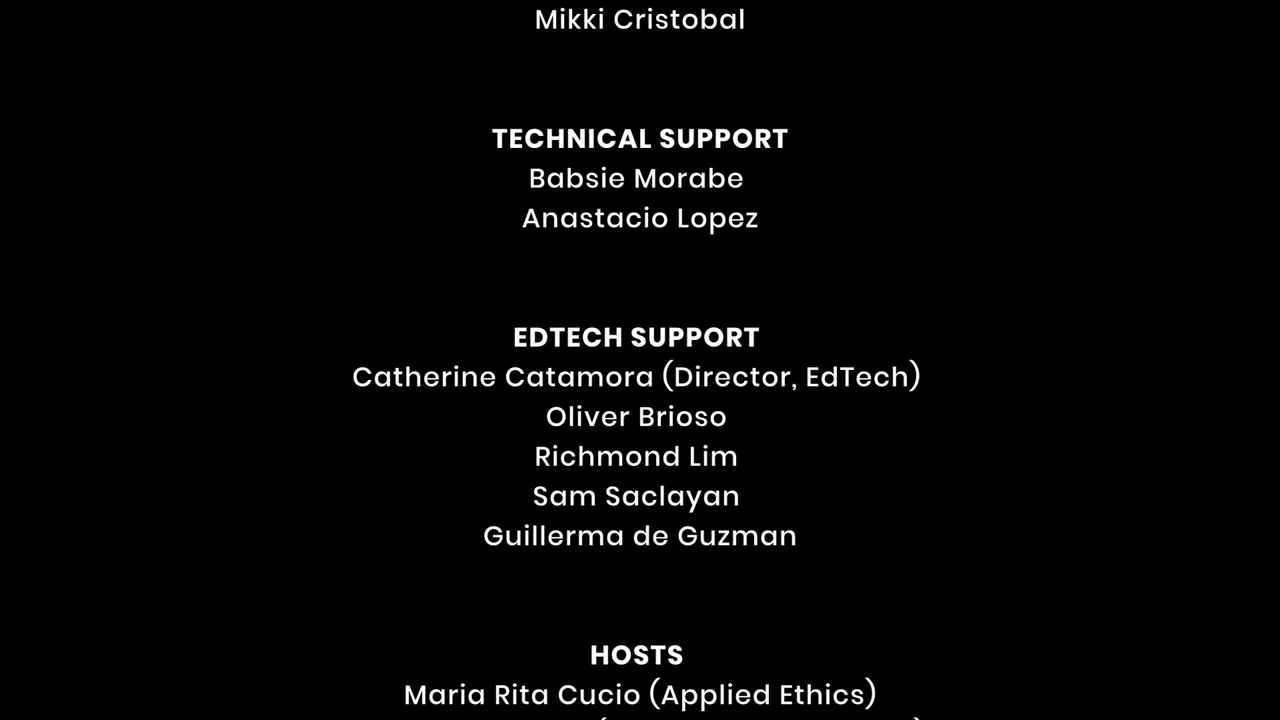 Mikki Cristobal
TECHNICAL SUPPORT
Babsie Morabe
Anastacio Lopez
EDTECH SUPPORT
Catherine Catamora (Director, EdTech)
Oliver Brioso
Richmond Lim
Sam Saclayan
Guillerma de Guzman
HOSTS
Maria Rita Cucio (Applied Ethics)